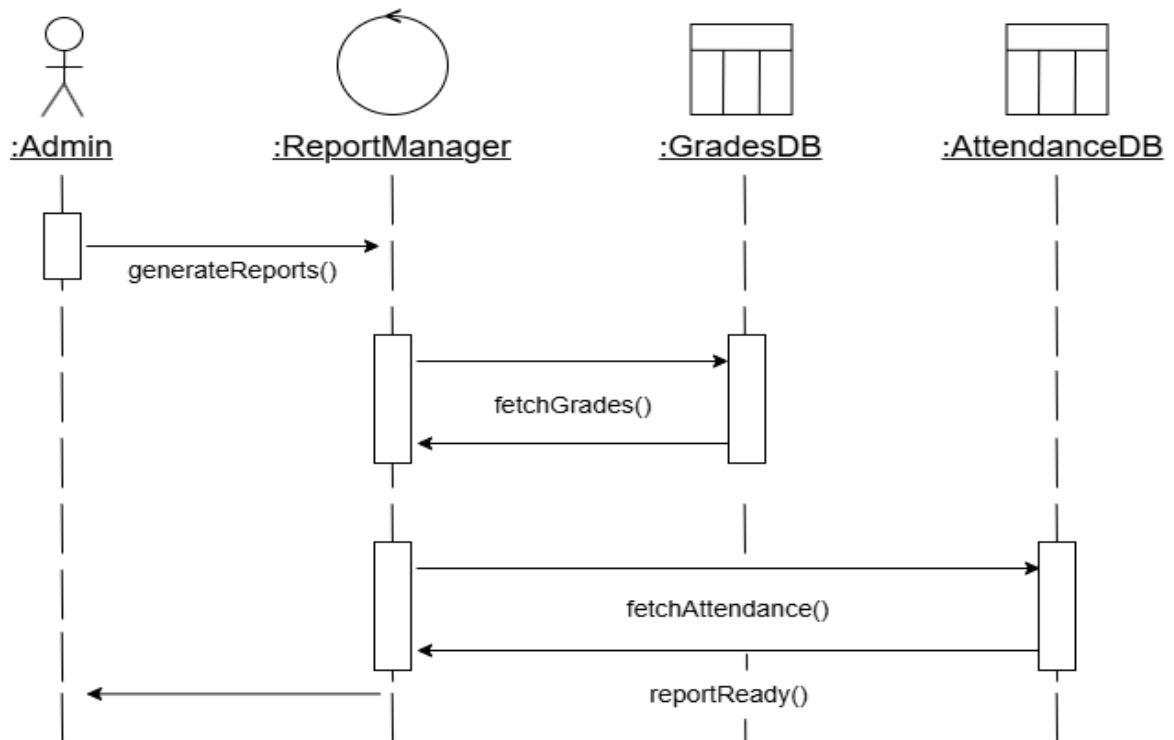 :Admin
:ReportManager
:GradesDB
:AttendanceDB
generateReports()
fetchGrades()
fetchAttendance()
reportReady()